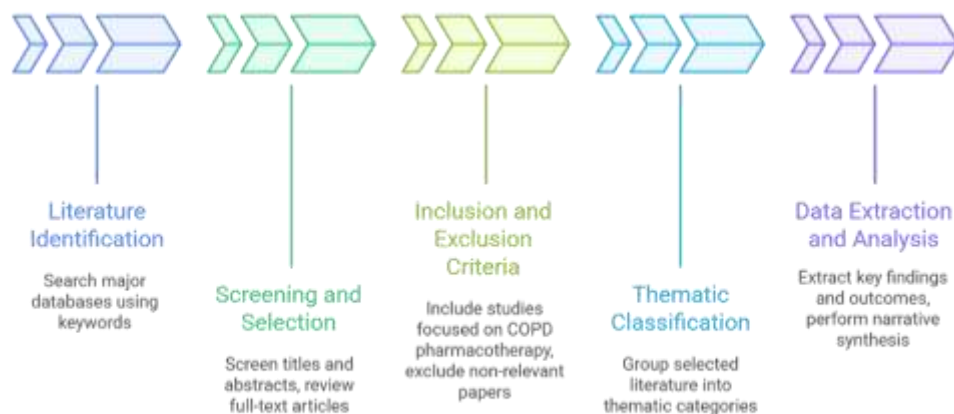 Literature
Identification
Search major
databases using
keywords
Screening and
Selection
Screen titles and
abstracts, review
full-text articles
Inclusion and
Exclusion
Criteria
Include studies
focused on COPD
pharmacotherapy,
exclude non-relevant
papers
Thematic
Classification
Group selected
literature into
thematic categories
Data Extraction
and Analysis
Extract key findings
and outcomes,
perform narrative
synthesis